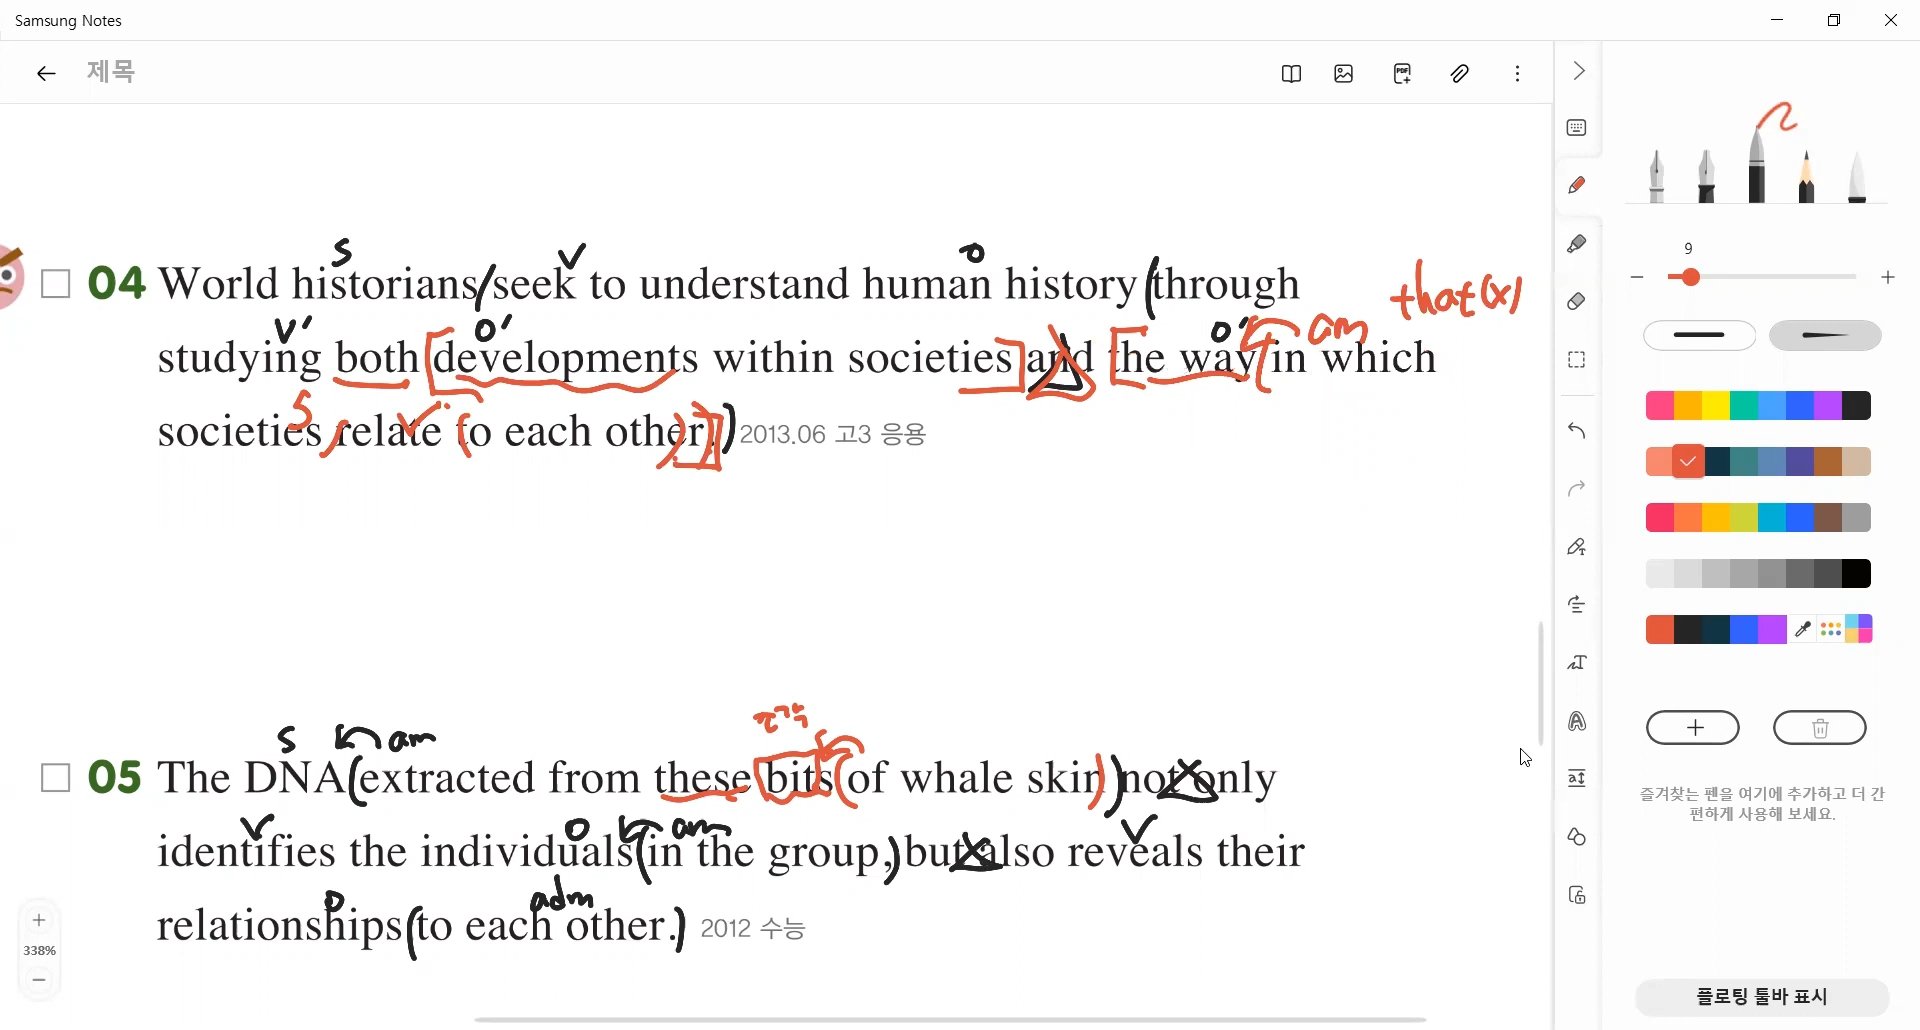 Samsung Notes
제목
S V O
04 World historians/seek to understand human history(through
that(x)
V' O' O' am
studying both [developments within societies] and [the way(in which
S V
societies/relate (to each other.)]) 2013.06 고3 응용
조각
S am
05 The DNA(extracted from these bits(of whale skin))not only
V O am V
identifies the individuals(in the group,)but also reveals their
O adm
relationships(to each other.) 2012 수능
338%
9
PDF
즐겨찾는 펜을 여기에 추가하고 더 간
편하게 사용해 보세요.
플로팅 툴바 표시